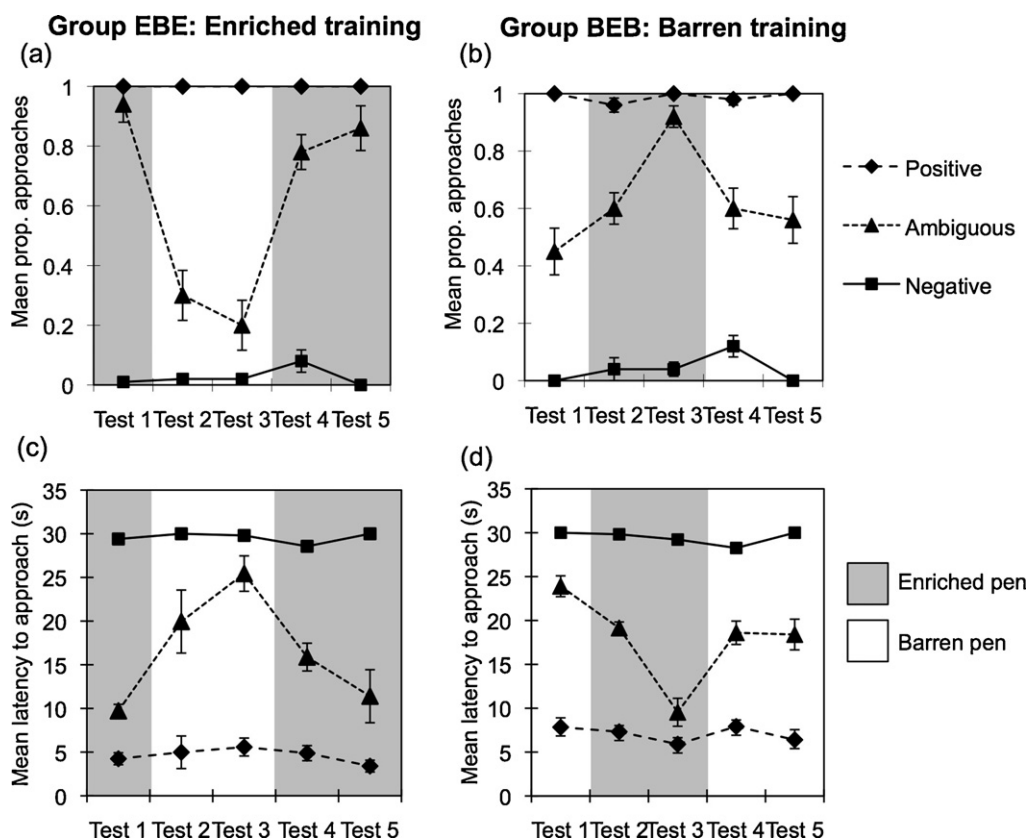 Group EBE: Enriched training
Group BEB: Barren training
(a)
Maen prop. approaches
1
0.8
0.6
0.4
0.2
0
Test 1 Test 2 Test 3 Test 4 Test 5
(b)
Mean prop. approaches
1
0.8
0.6
0.4
0.2
0
Test 1 Test 2 Test 3 Test 4 Test 5
Positive
Ambiguous
Negative
(c)
Mean latency to approach (s)
35
30
25
20
15
10
5
0
Test 1 Test 2 Test 3 Test 4 Test 5
(d)
Mean latency to approach (s)
35
30
25
20
15
10
5
0
Test 1 Test 2 Test 3 Test 4 Test 5
Enriched pen
Barren pen